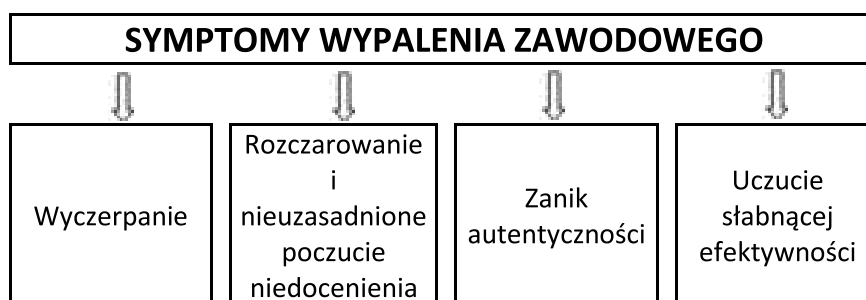 SYMPTOMY WYPALENIA ZAWODOWEGO
Wyczerpanie
Rozczarowanie
i
nieuzasadnione
poczucie
niedocenienia
Zanik
autentyczności
Uczucie
słabnącej
efektywności